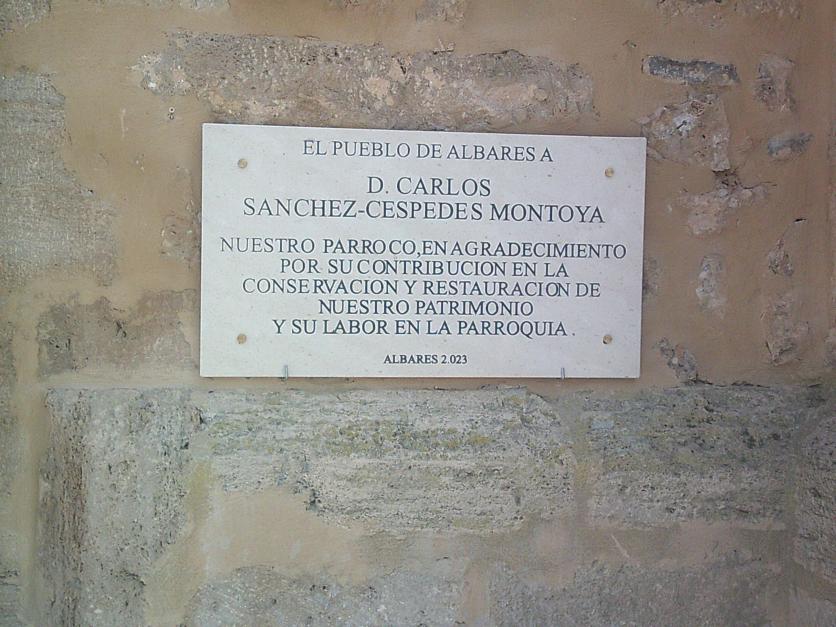 EL PUEBLO DE ALBARES A
D. CARLOS
SANCHEZ-CESPEDES MONTOYA
NUESTRO PARROCO,EN AGRADECIMIENTO
POR SU CONTRIBUCION EN LA
CONSERVACION Y RESTAURACION DE
NUESTRO PATRIMONIO
Y SU LABOR EN LA PARROQUIA.
ALBARES 2.023